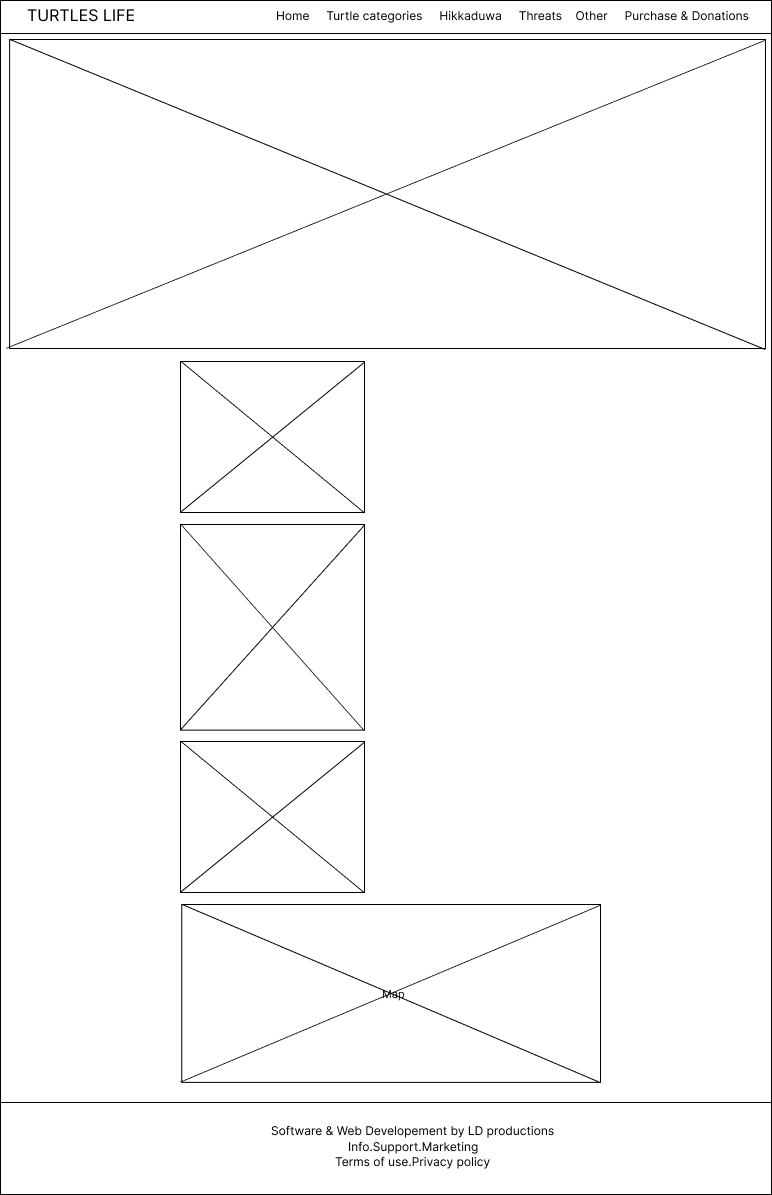 TURTLES LIFE
Home Turtle categories Hikkaduwa Threats Other Purchase & Donations
Map
Software & Web Developement by LD productions
Info.Support.Marketing
Terms of use.Privacy policy